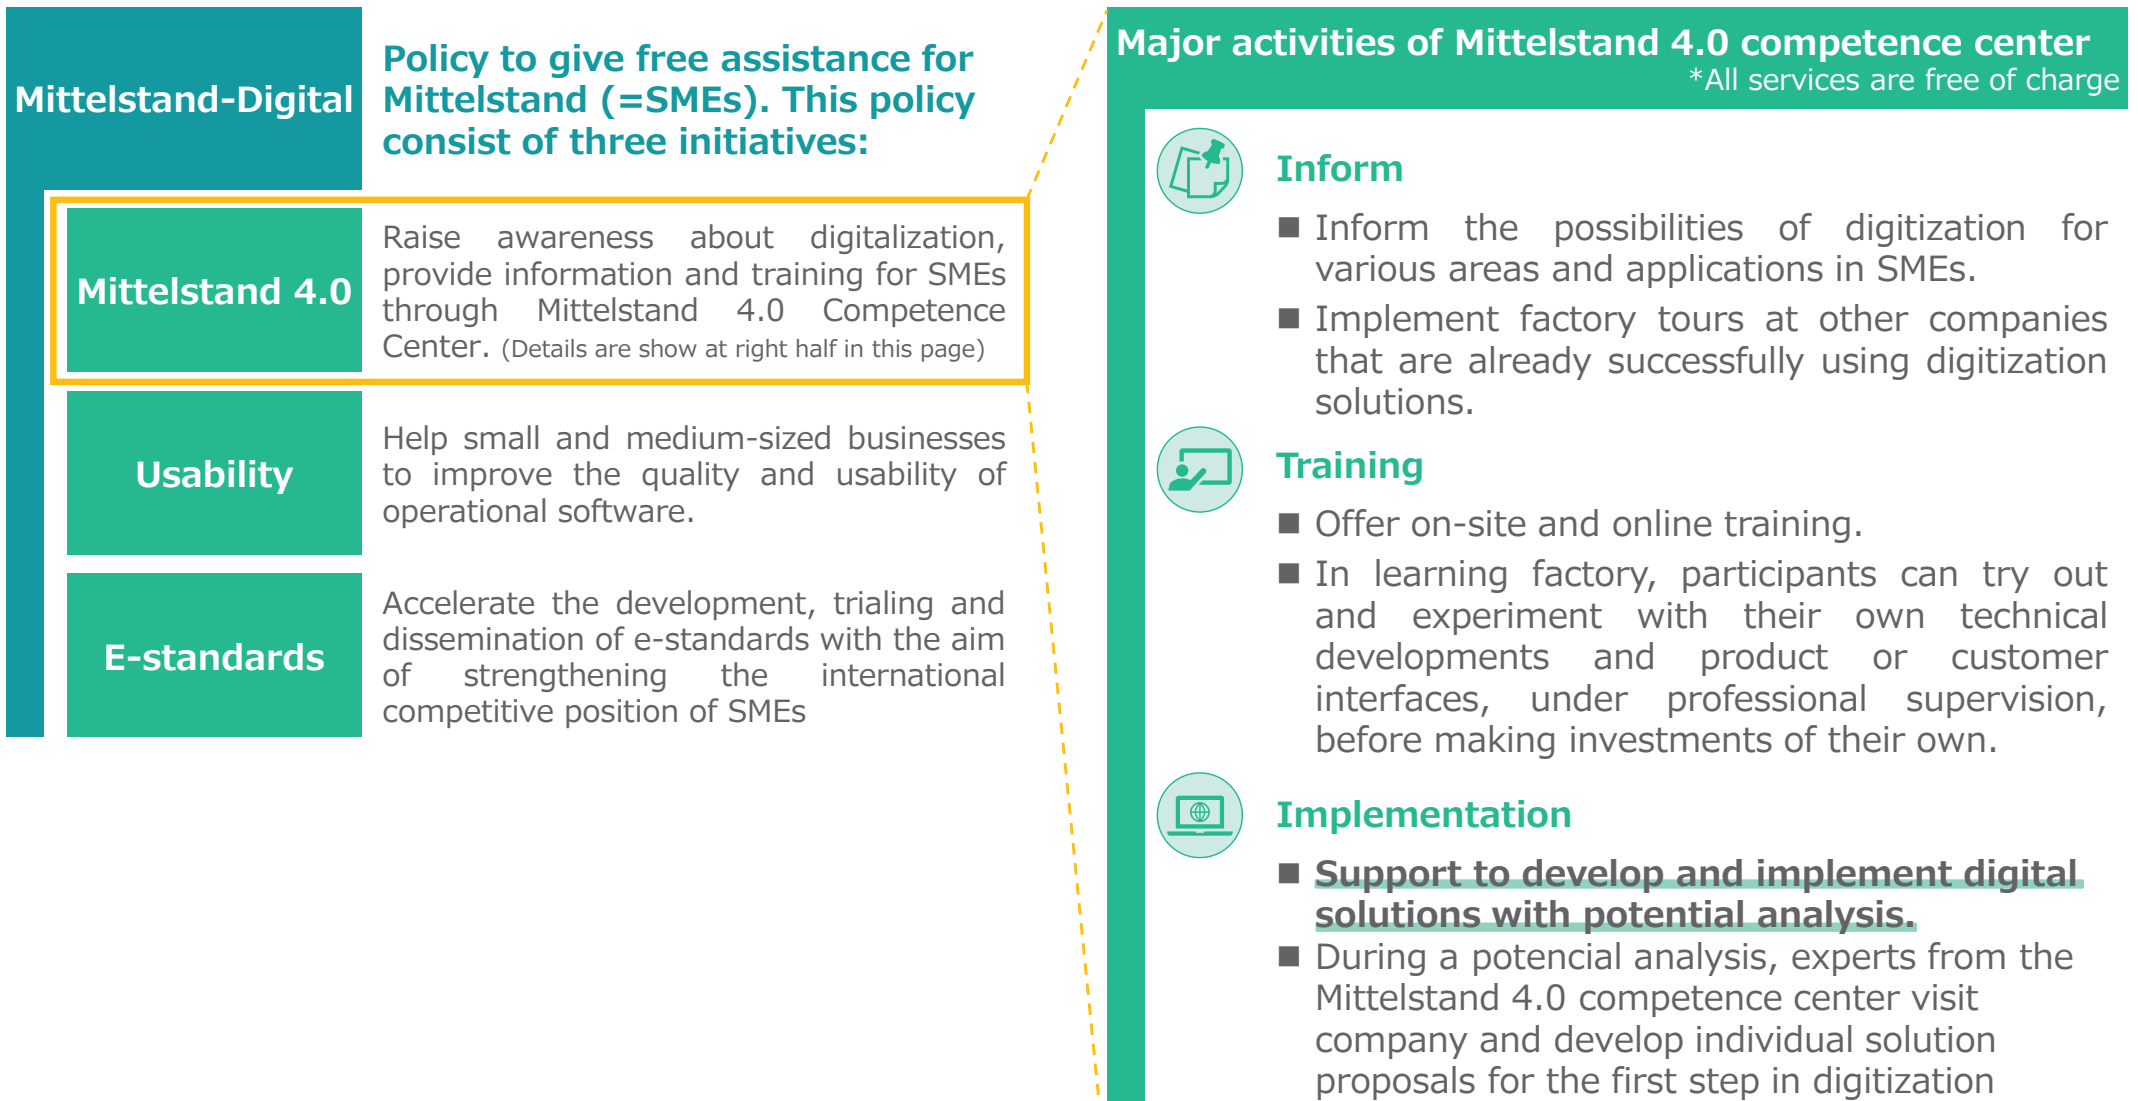 Mittelstand-Digital
Policy to give free assistance for
Mittelstand (=SMEs). This policy
consist of three initiatives:
Mittelstand 4.0
Raise awareness about digitalization,
provide information and training for SMEs
through Mittelstand 4.0 Competence
Center. (Details are show at right half in this page)
Usability
Help small and medium-sized businesses
to improve the quality and usability of
operational software.
E-standards
Accelerate the development, trialing and
dissemination of e-standards with the aim
of strengthening the international
competitive position of SMEs
Major activities of Mittelstand 4.0 competence center
*All services are free of charge
Inform
■ Inform the possibilities of digitization for
various areas and applications in SMEs.
■ Implement factory tours at other companies
that are already successfully using digitization
solutions.
Training
■ Offer on-site and online training.
■ In learning factory, participants can try out
and experiment with their own technical
developments and product or customer
interfaces, under professional supervision,
before making investments of their own.
Implementation
■ Support to develop and implement digital
solutions with potential analysis.
■ During a potencial analysis, experts from the
Mittelstand 4.0 competence center visit
company and develop individual solution
proposals for the first step in digitization